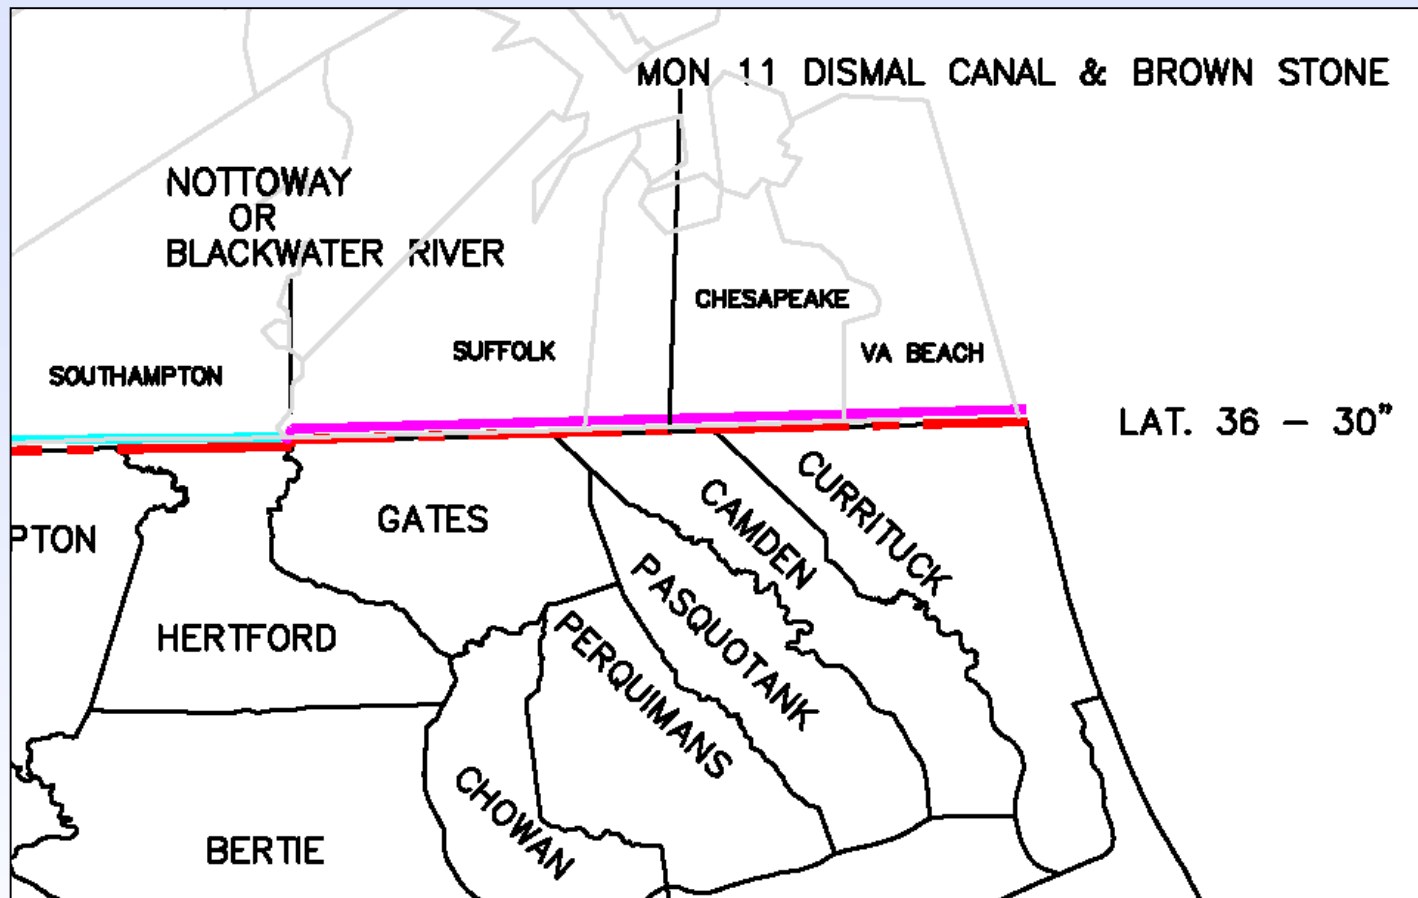 MON 11 DISMAL CANAL & BROWN STONE
NOTTOWAY
OR
BLACKWATER RIVER
CHESAPEAKE
SUFFOLK
VA BEACH
SOUTHAMPTON
LAT. 36 - 30"
CURRITUCK
CAMDEN
GATES
PTON
PASQUOTANK
HERTFORD
PERQUIMANS
CHOWAN
BERTIE